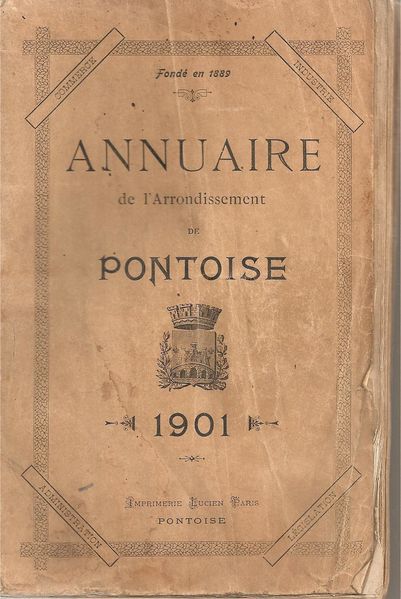 COMMERCE
INDUSTRIE
Fondé en 1889
ANNUAIRE
de l'Arrondissement
DE
PONTOISE
1901
ADMINISTRATION
LÉGISLATION
IMPRIMERIE LUCIEN PARIS
PONTOISE